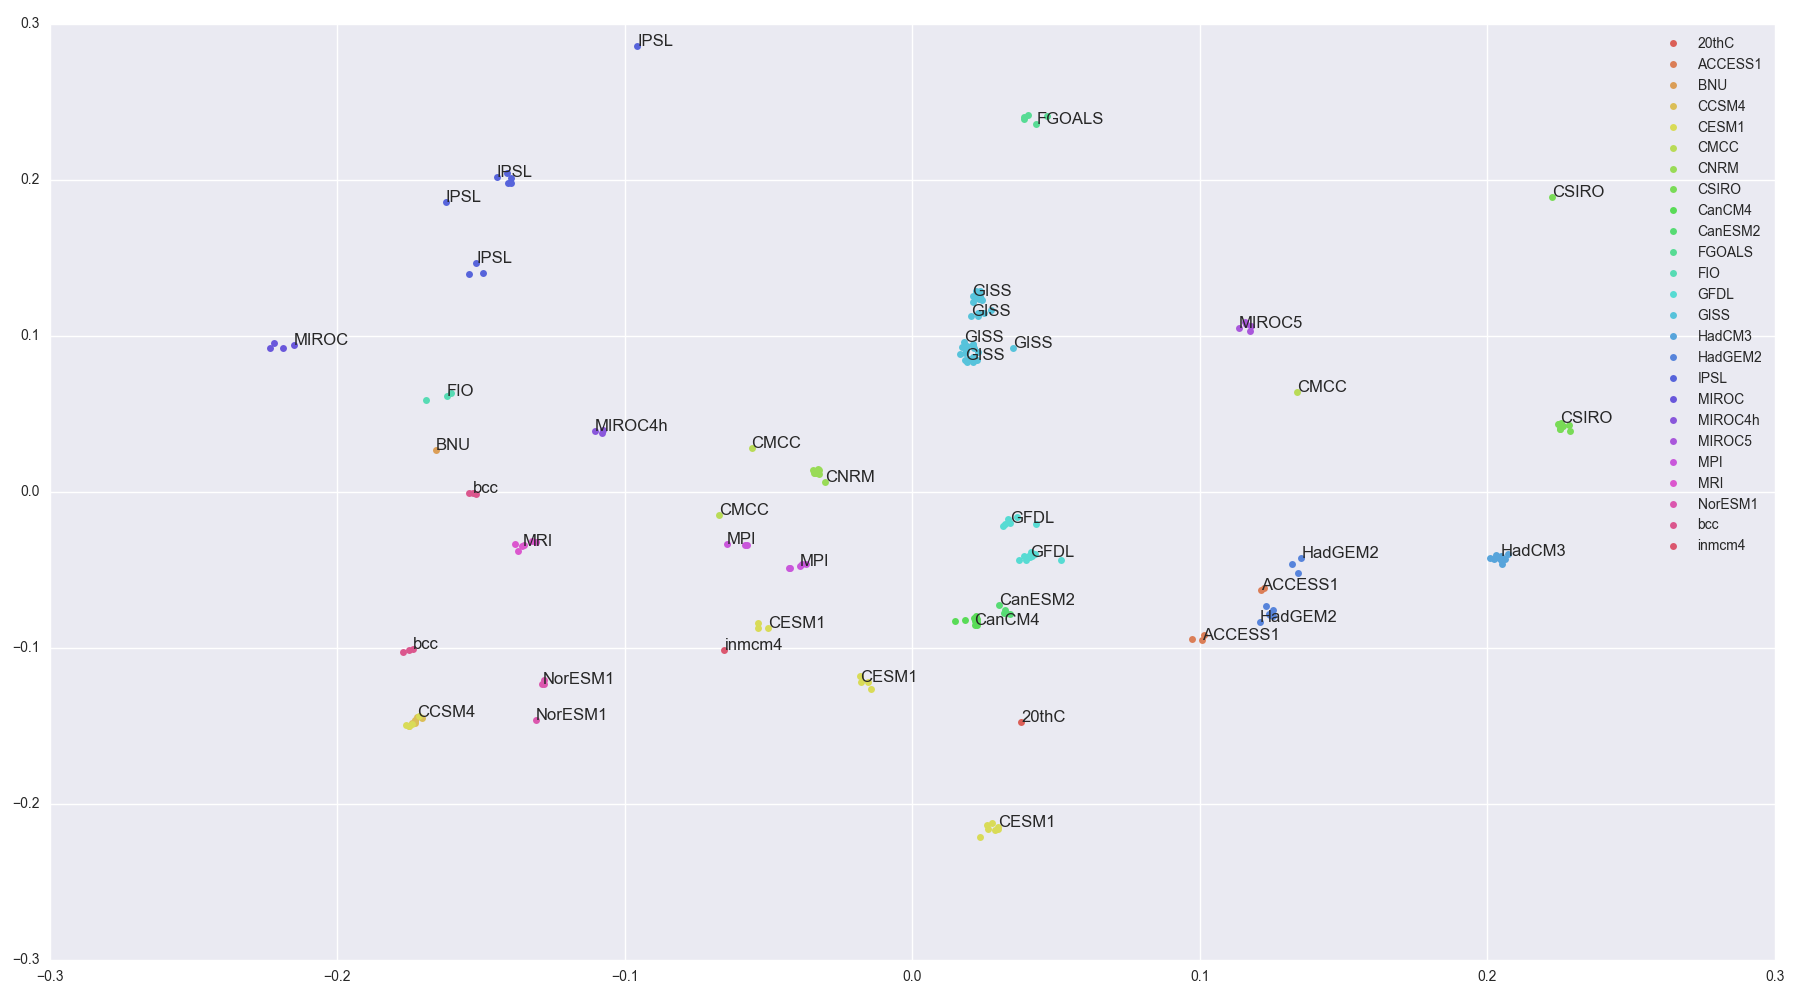 0.3
0.2
0.1
0.0
−0.1
−0.2
−0.3
−0.3
−0.2
−0.1
0.0
0.1
0.2
0.3
IPSL
FGOALS
IPSL
IPSL
CSIRO
IPSL
GISS
GISS
MIROC5
MIROC
GISS
GISS
GISS
FIO
CMCC
MIROC4h
CSIRO
BNU
CMCC
CNRM
bcc
CMCC
GFDL
MRI
MPI
GFDL
HadGEM2
HadCM3
MPI
ACCESS1
CanESM2
CanCM4
HadGEM2
CESM1
ACCESS1
bcc
inmcm4
NorESM1
CESM1
CCSM4
NorESM1
20thC
CESM1
20thC
ACCESS1
BNU
CCSM4
CESM1
CMCC
CNRM
CSIRO
CanCM4
CanESM2
FGOALS
FIO
GFDL
GISS
HadCM3
HadGEM2
IPSL
MIROC
MIROC4h
MIROC5
MPI
MRI
NorESM1
bcc
inmcm4